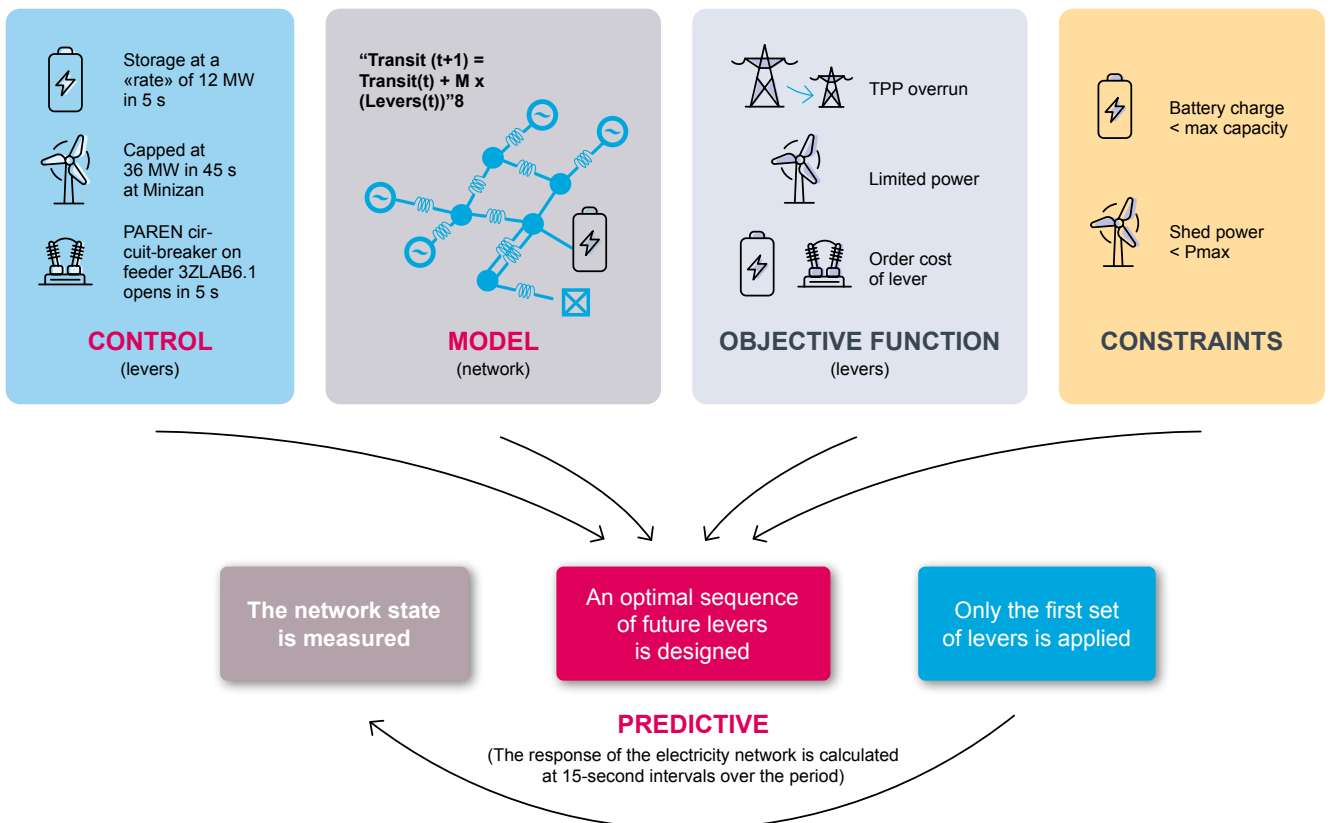 Storage at a
«rate» of 12 MW
in 5 s
Capped at
36 MW in 45 s
at Minizan
PAREN cir-
cuit-breaker on
feeder 3ZLAB6.1
opens in 5 s
CONTROL
(levers)
“Transit (t+1) =
Transit(t) + M x
(Levers(t))”8
MODEL
(network)
TPP overrun
Limited power
Order cost
of lever
OBJECTIVE FUNCTION
(levers)
Battery charge
< max capacity
Shed power
< Pmax
CONSTRAINTS
The network state
is measured
An optimal sequence
of future levers
is designed
Only the first set
of levers is applied
PREDICTIVE
(The response of the electricity network is calculated
at 15-second intervals over the period)